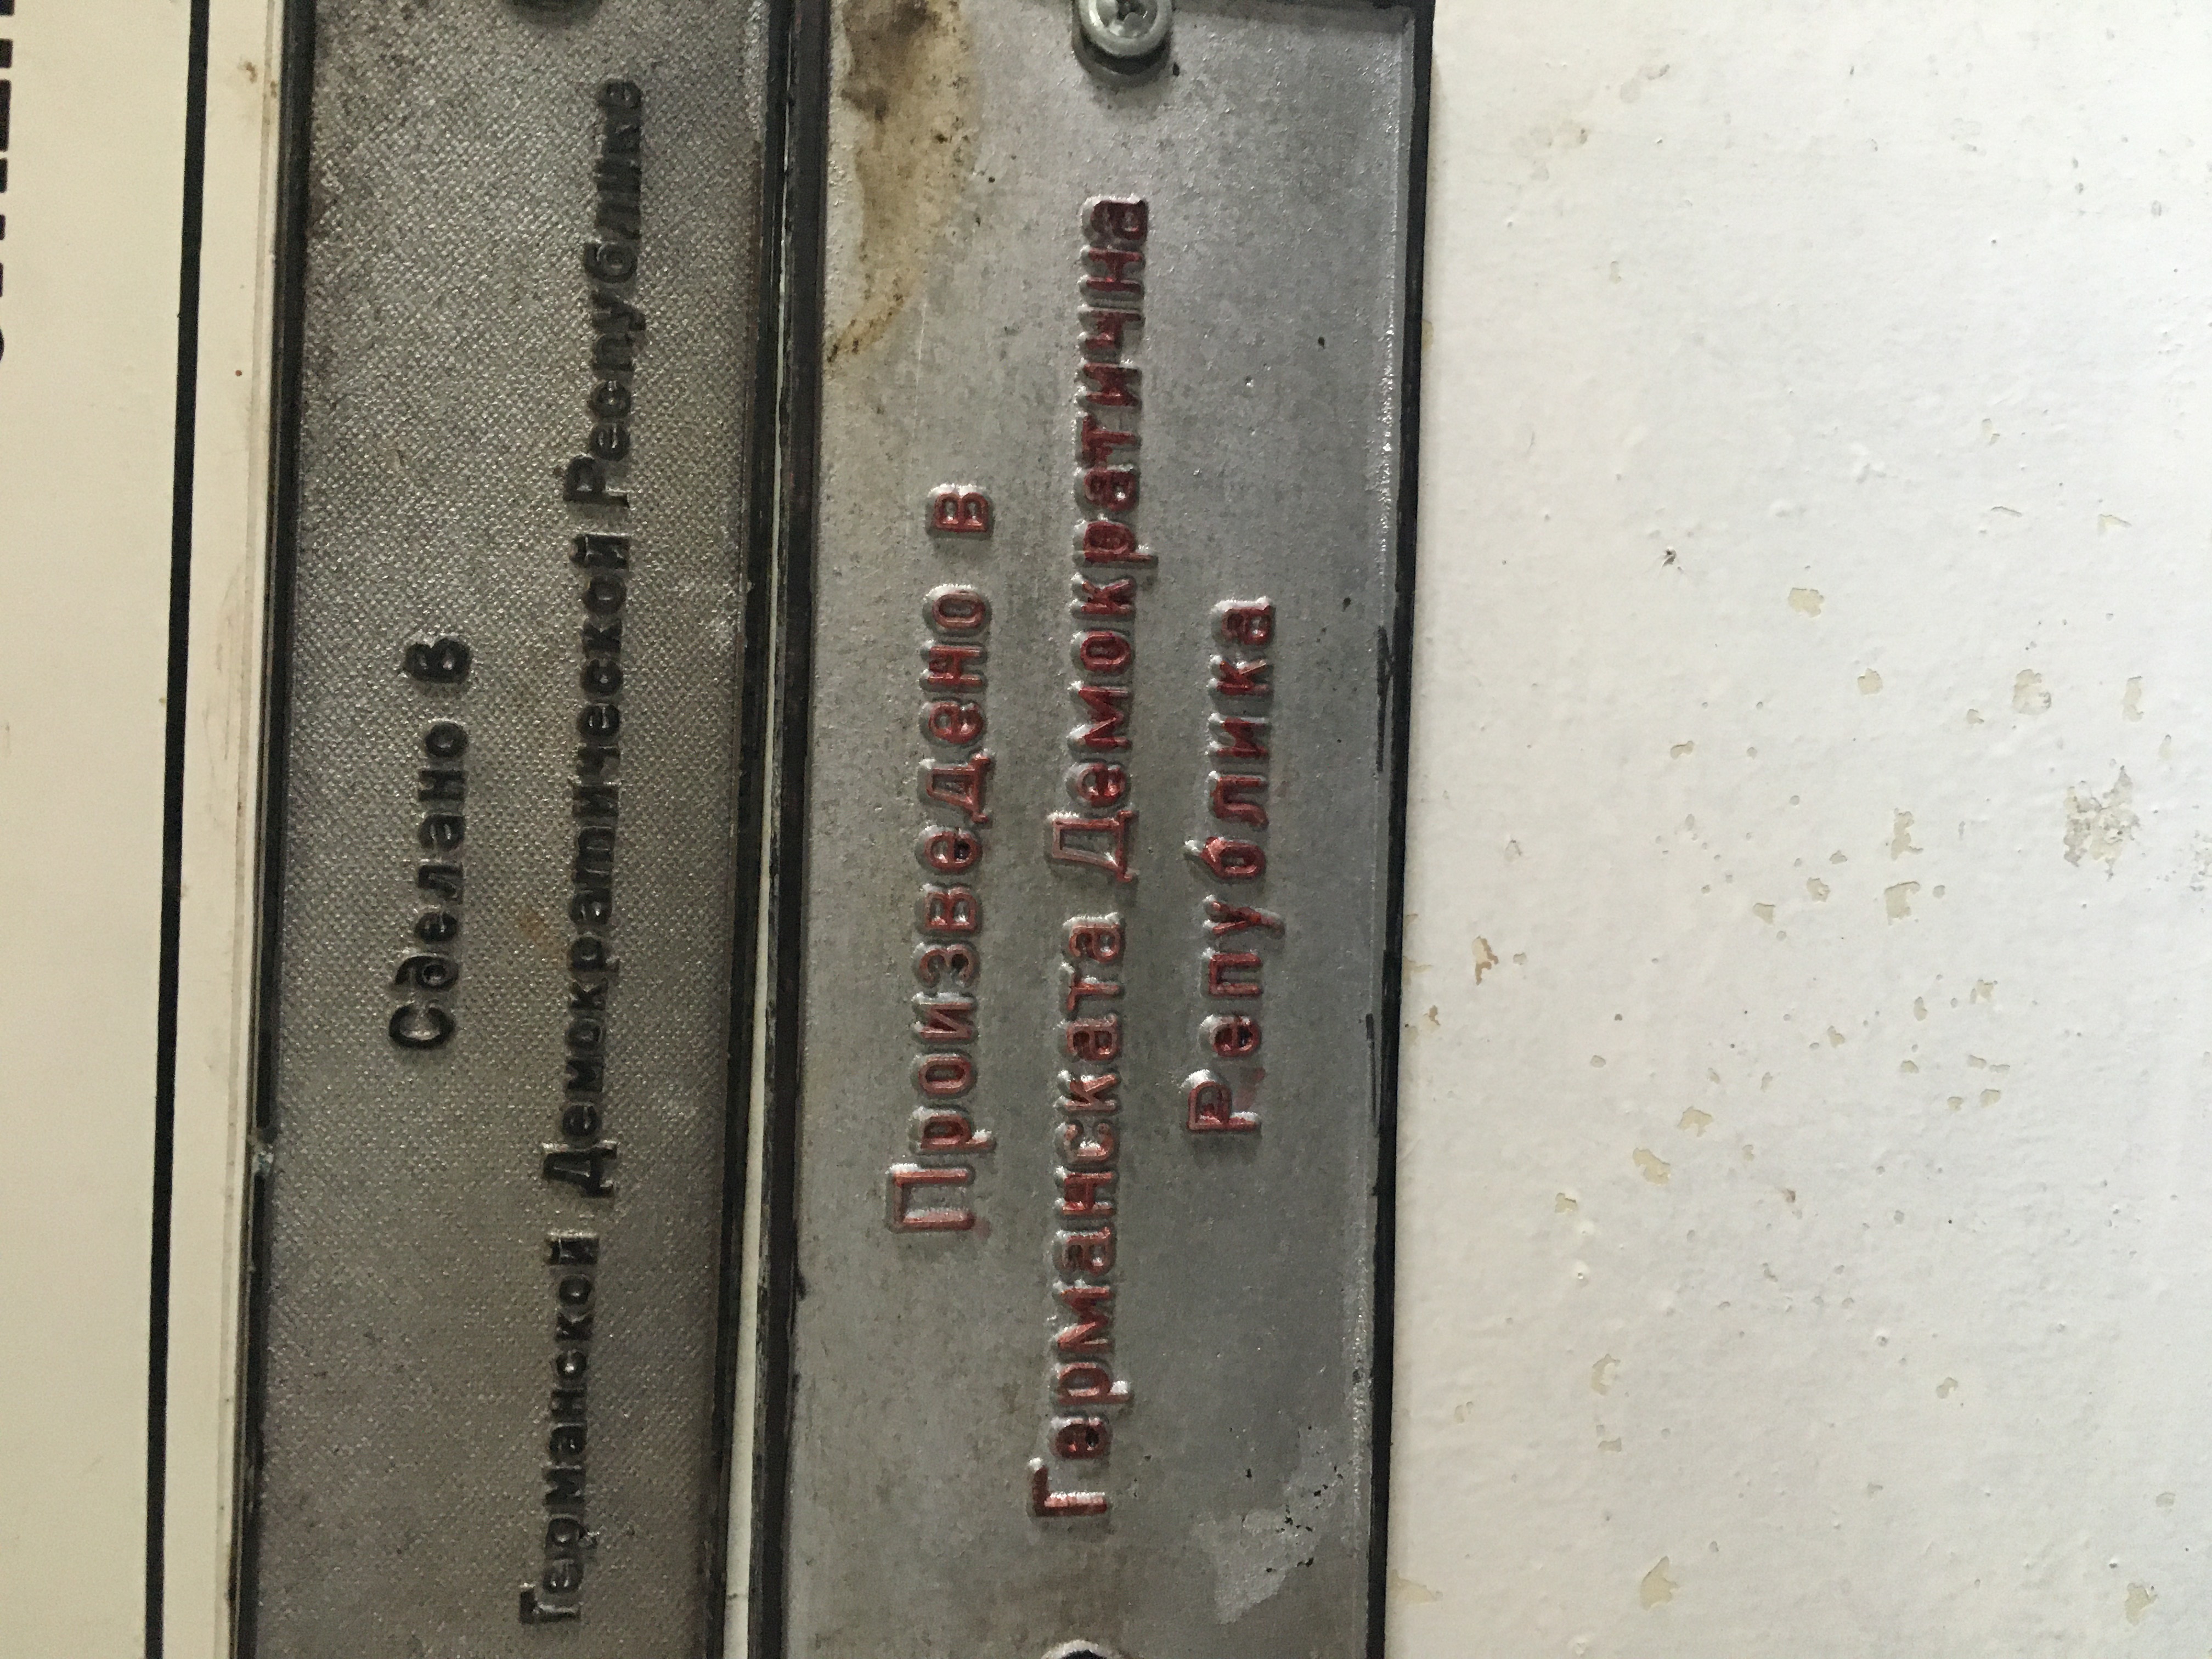 Сделано в
Германской Демократической Республике
Произведено в
Германската Демократична
Република